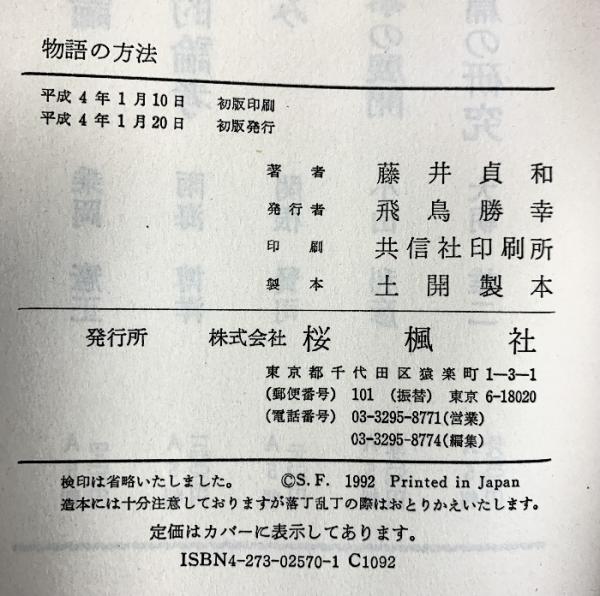 物語の方法
平成4年1月10日 初版印刷
平成4年1月20日 初版発行
著者 藤井貞和
発行者 飛鳥勝幸
印刷 共信社印刷所
製本 土開製本
発行所 株式会社 桜楓社
東京都千代田区猿楽町1—3—1
(郵便番号) 101 (振替) 東京6-18020
(電話番号) 03-3295-8771(営業)
03-3295-8774(編集)
検印は省略いたしました。 ©S.F. 1992 Printed in Japan
造本には十分注意しておりますが落丁乱丁の際はおとりかえいたします。
定価はカバーに表示してあります。
ISBN4-273-02570-1 C1092